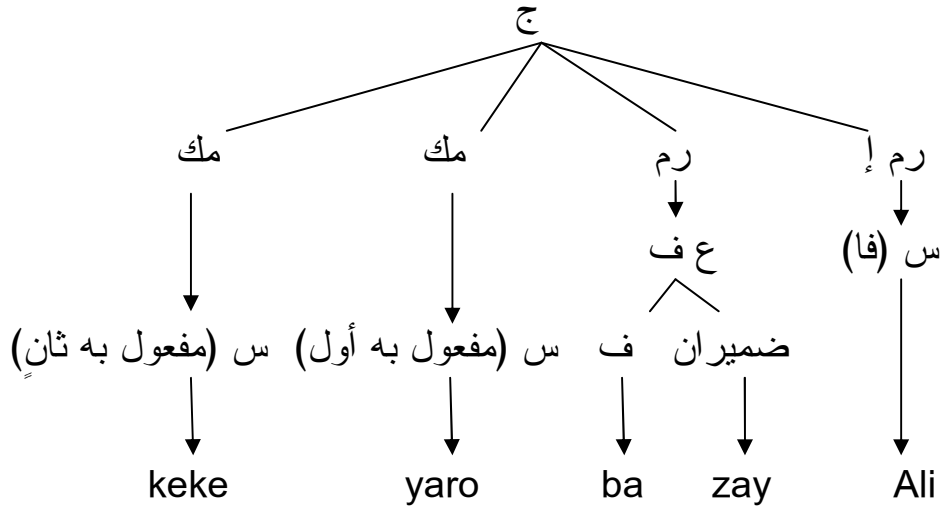 ج
رم إ رم مك مك
س (فا) ع ف
ضميران ف س (مفعول به أول) س (مفعول به ثانٍ)
keke yaro ba zay Ali